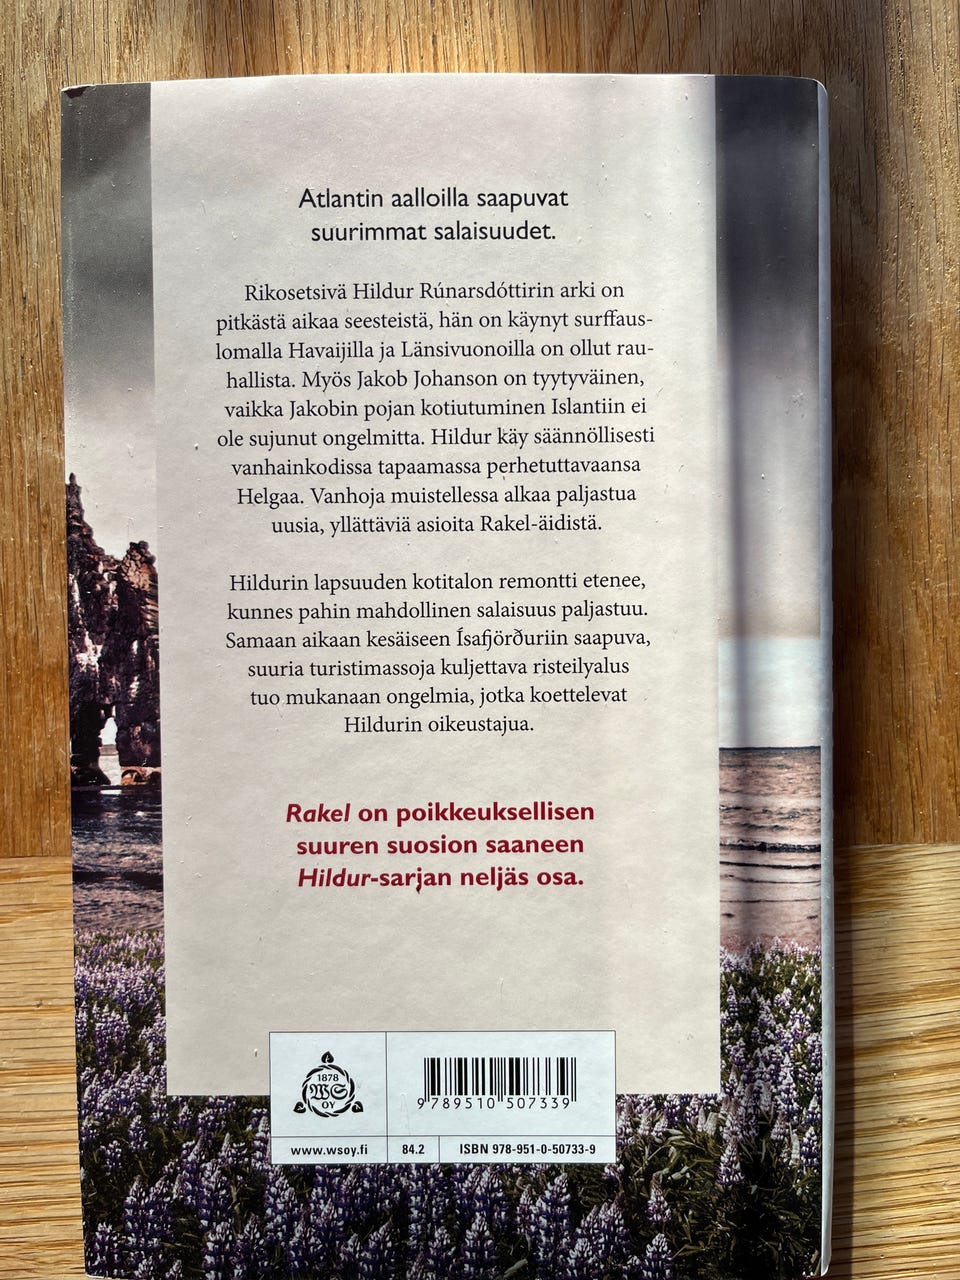 Atlantin aalloilla saapuvat
suurimmat salaisuudet.
Rikosetsivä Hildur Rúnarsdóttirin arki on
pitkästä aikaa seesteistä, hän on käynyt surffaus-
lomalla Havaijilla ja Länsivuonoilla on ollut rau-
hallista. Myös Jakob Johanson on tyytyväinen,
vaikka Jakobin pojan kotiutuminen Islantiin ei
ole sujunut ongelmitta. Hildur käy säännöllisesti
vanhainkodissa tapaamassa perhetuttavaansa
Helgaa. Vanhoja muistellessa alkaa paljastua
uusia, yllättäviä asioita Rakel-äidistä.
Hildurin lapsuuden kotitalon remontti etenee,
kunnes pahin mahdollinen salaisuus paljastuu.
Samaan aikaan kesäiseen Ísafjörðuriin saapuva,
suuria turistimassoja kuljettava risteilyalus
tuo mukanaan ongelmia, jotka koettelevat
Hildurin oikeustajua.
Rakel on poikkeuksellisen
suuren suosion saaneen
Hildur-sarjan neljäs osa.
1878
WS
OY
9 789510 507339
www.wsoy.fi
84.2
ISBN 978-951-0-50733-9